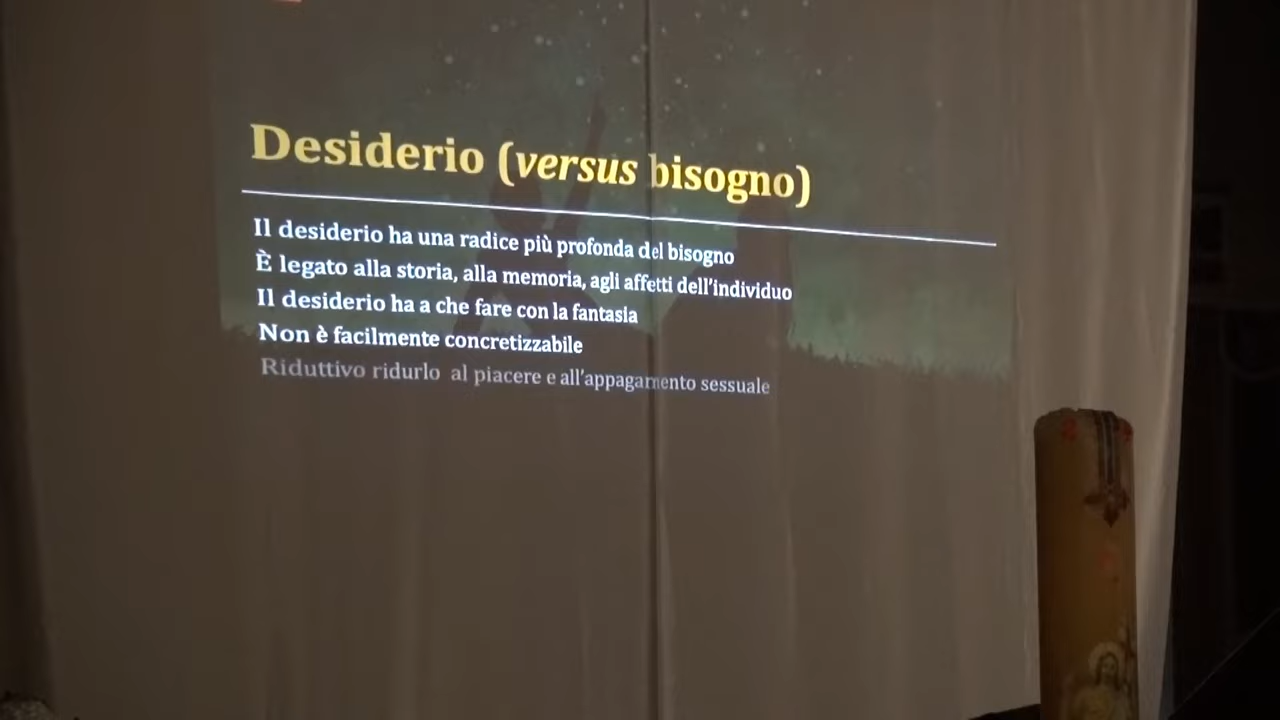 Desiderio (versus bisogno)
Il desiderio ha una radice più profonda del bisogno
È legato alla storia, alla memoria, agli affetti dell'individuo
Il desiderio ha a che fare con la fantasia
Non è facilmente concretizzabile
Riduttivo ridurlo al piacere e all'appagamento sessuale